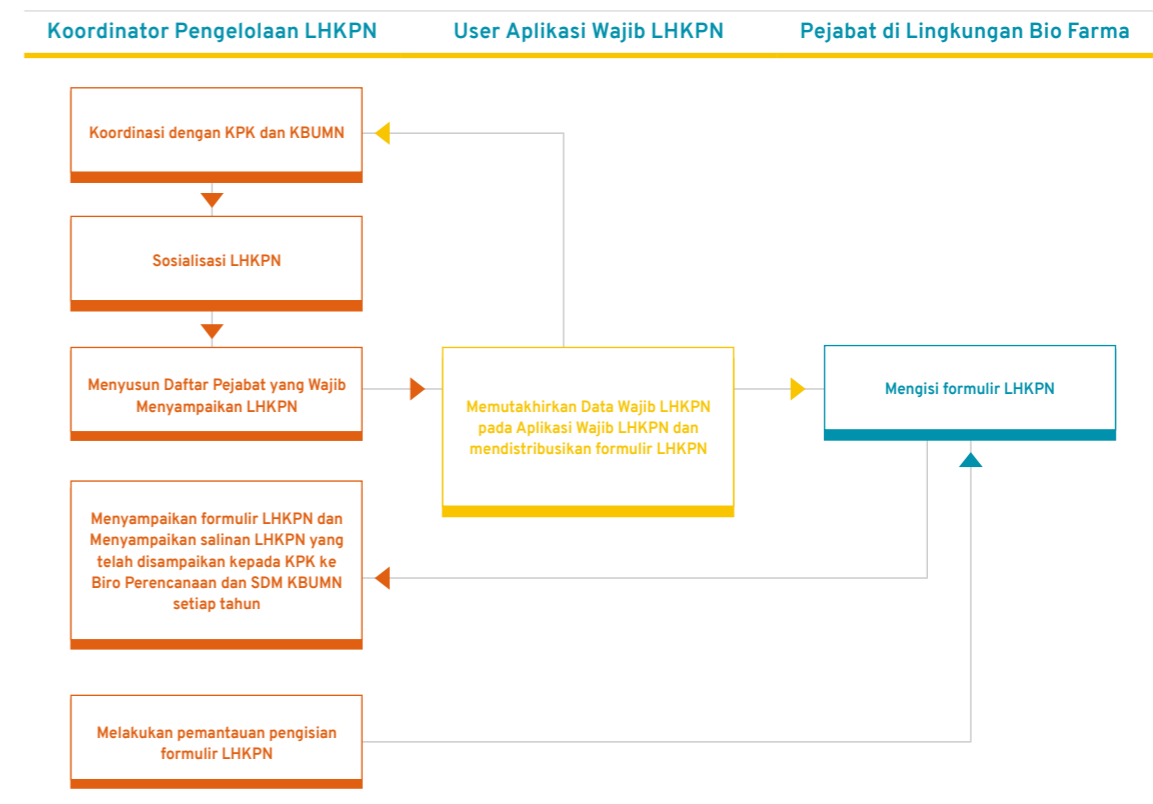 Koordinator Pengelolaan LHKPN
User Aplikasi Wajib LHKPN
Pejabat di Lingkungan Bio Farma
Koordinasi dengan KPK dan KBUMN
Sosialisasi LHKPN
Menyusun Daftar Pejabat yang Wajib
Menyampaikan LHKPN
Memutakhirkan Data Wajib LHKPN
pada Aplikasi Wajib LHKPN dan
mendistribusikan formulir LHKPN
Mengisi formulir LHKPN
Menyampaikan formulir LHKPN dan
Menyampaikan salinan LHKPN yang
telah disampaikan kepada KPK ke
Biro Perencanaan dan SDM KBUMN
setiap tahun
Melakukan pemantauan pengisian
formulir LHKPN